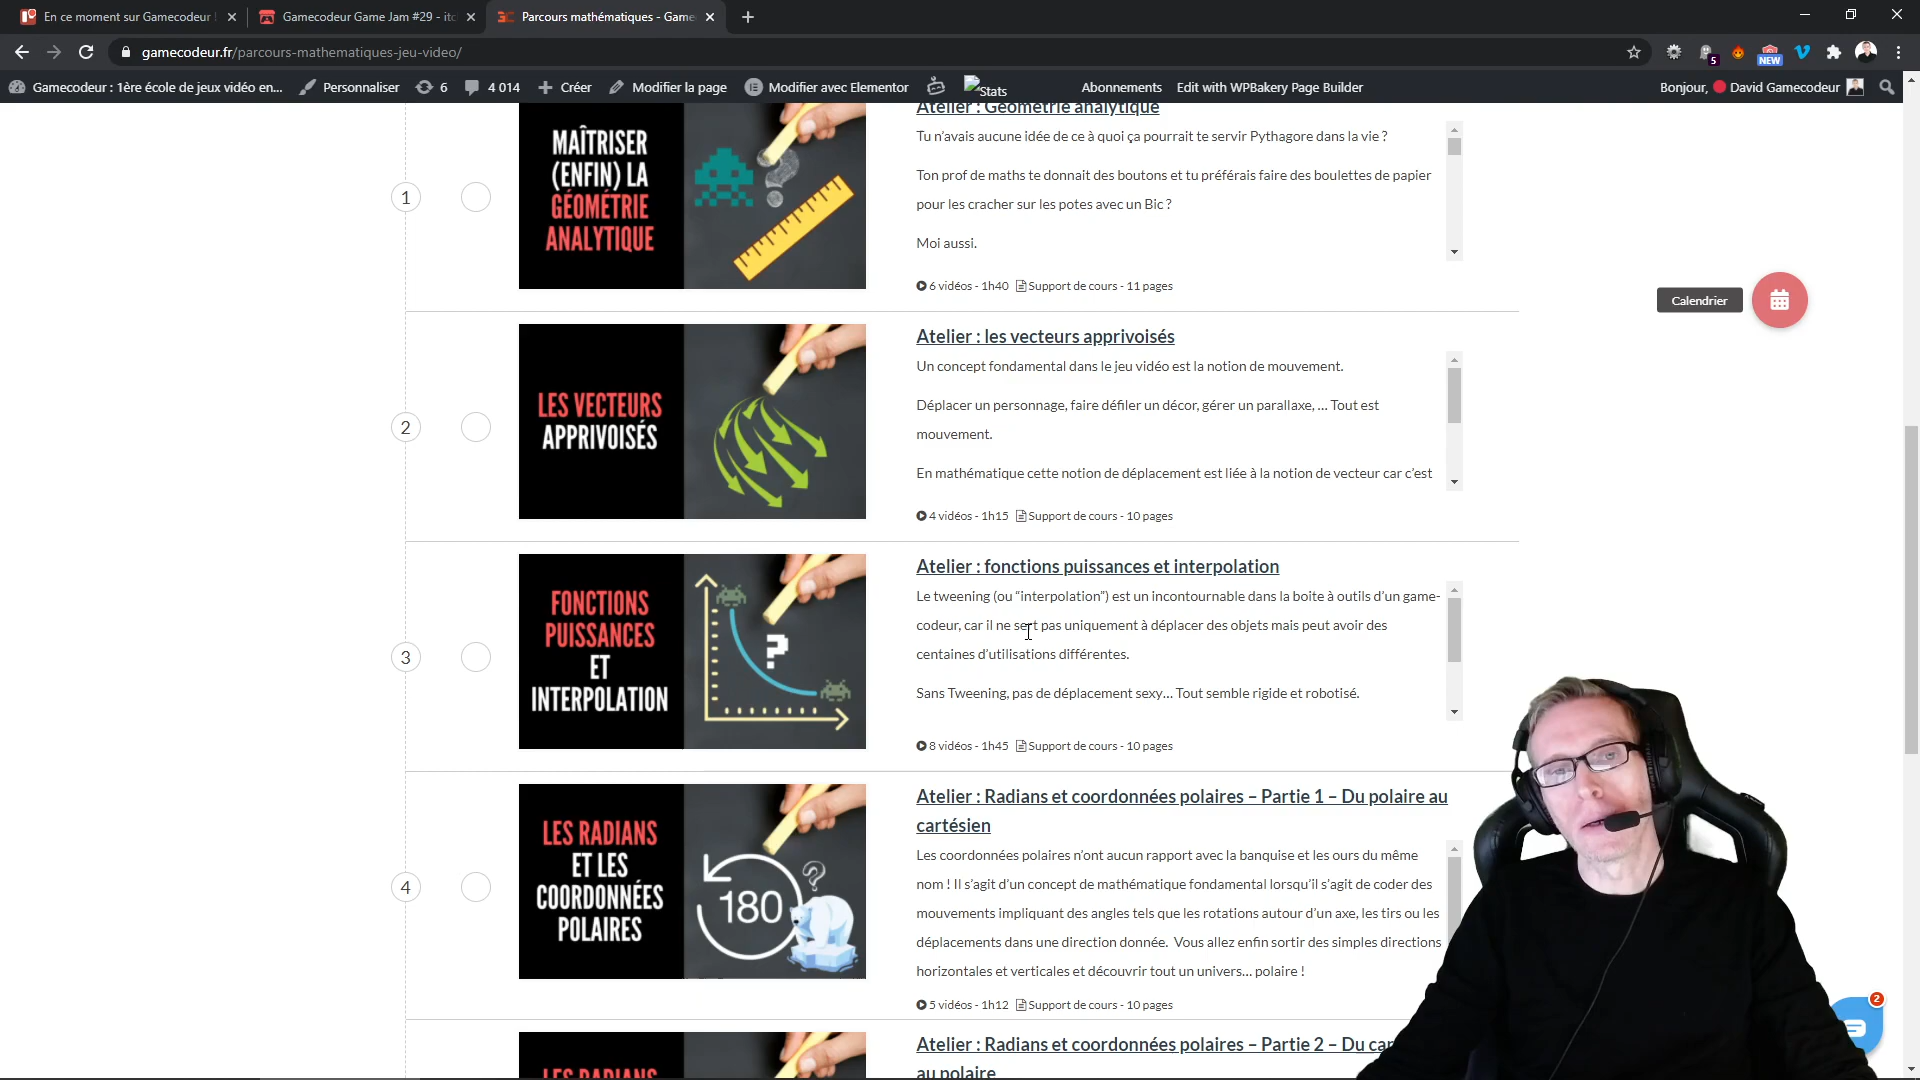 En ce moment sur Gamecodeur
Gamecodeur Game Jam #29 - itc
Parcours mathématiques - Game
gamecodeur.fr/parcours-mathematiques-jeu-video/
5
NEW
Gamecodeur : 1ère école de jeux vidéo en...
Personnaliser
6
4 014
Créer
Modifier la page
Modifier avec Elementor
Stats
Abonnements
Edit with WPBakery Page Builder
Bonjour, David Gamecodeur
Atelier : Géométrie analytique
MAÎTRISER
(ENFIN) LA
GÉOMÉTRIE
ANALYTIQUE
1
Tu n'avais aucune idée de ce à quoi ça pourrait te servir Pythagore dans la vie ?
Ton prof de maths te donnait des boutons et tu préférais faire des boulettes de papier
pour les cracher sur les potes avec un Bic ?
Moi aussi.
6 vidéos - 1h40 Support de cours - 11 pages
Calendrier
2
LES VECTEURS
APPRIVOISÉS
Atelier : les vecteurs apprivoisés
Un concept fondamental dans le jeu vidéo est la notion de mouvement.
Déplacer un personnage, faire défiler un décor, gérer un parallaxe, … Tout est
mouvement.
En mathématique cette notion de déplacement est liée à la notion de vecteur car c'est
4 vidéos - 1h15 Support de cours - 10 pages
3
FONCTIONS
PUISSANCES
ET
INTERPOLATION
?
Atelier : fonctions puissances et interpolation
Le tweening (ou "interpolation") est un incontournable dans la boite à outils d'un game-
codeur, car il ne sert pas uniquement à déplacer des objets mais peut avoir des
centaines d'utilisations différentes.
Sans Tweening, pas de déplacement sexy… Tout semble rigide et robotisé.
8 vidéos - 1h45 Support de cours - 10 pages
4
LES RADIANS
ET LES
COORDONNÉES
POLAIRES
180
?
Atelier : Radians et coordonnées polaires – Partie 1 – Du polaire au
cartésien
Les coordonnées polaires n'ont aucun rapport avec la banquise et les ours du même
nom ! Il s'agit d'un concept de mathématique fondamental lorsqu'il s'agit de coder des
mouvements impliquant des angles tels que les rotations autour d'un axe, les tirs ou les
déplacements dans une direction donnée. Vous allez enfin sortir des simples directions
horizontales et verticales et découvrir tout un univers… polaire !
5 vidéos - 1h12 Support de cours - 10 pages
2
LES RADIANS
Atelier : Radians et coordonnées polaires – Partie 2 – Du car
au polaire